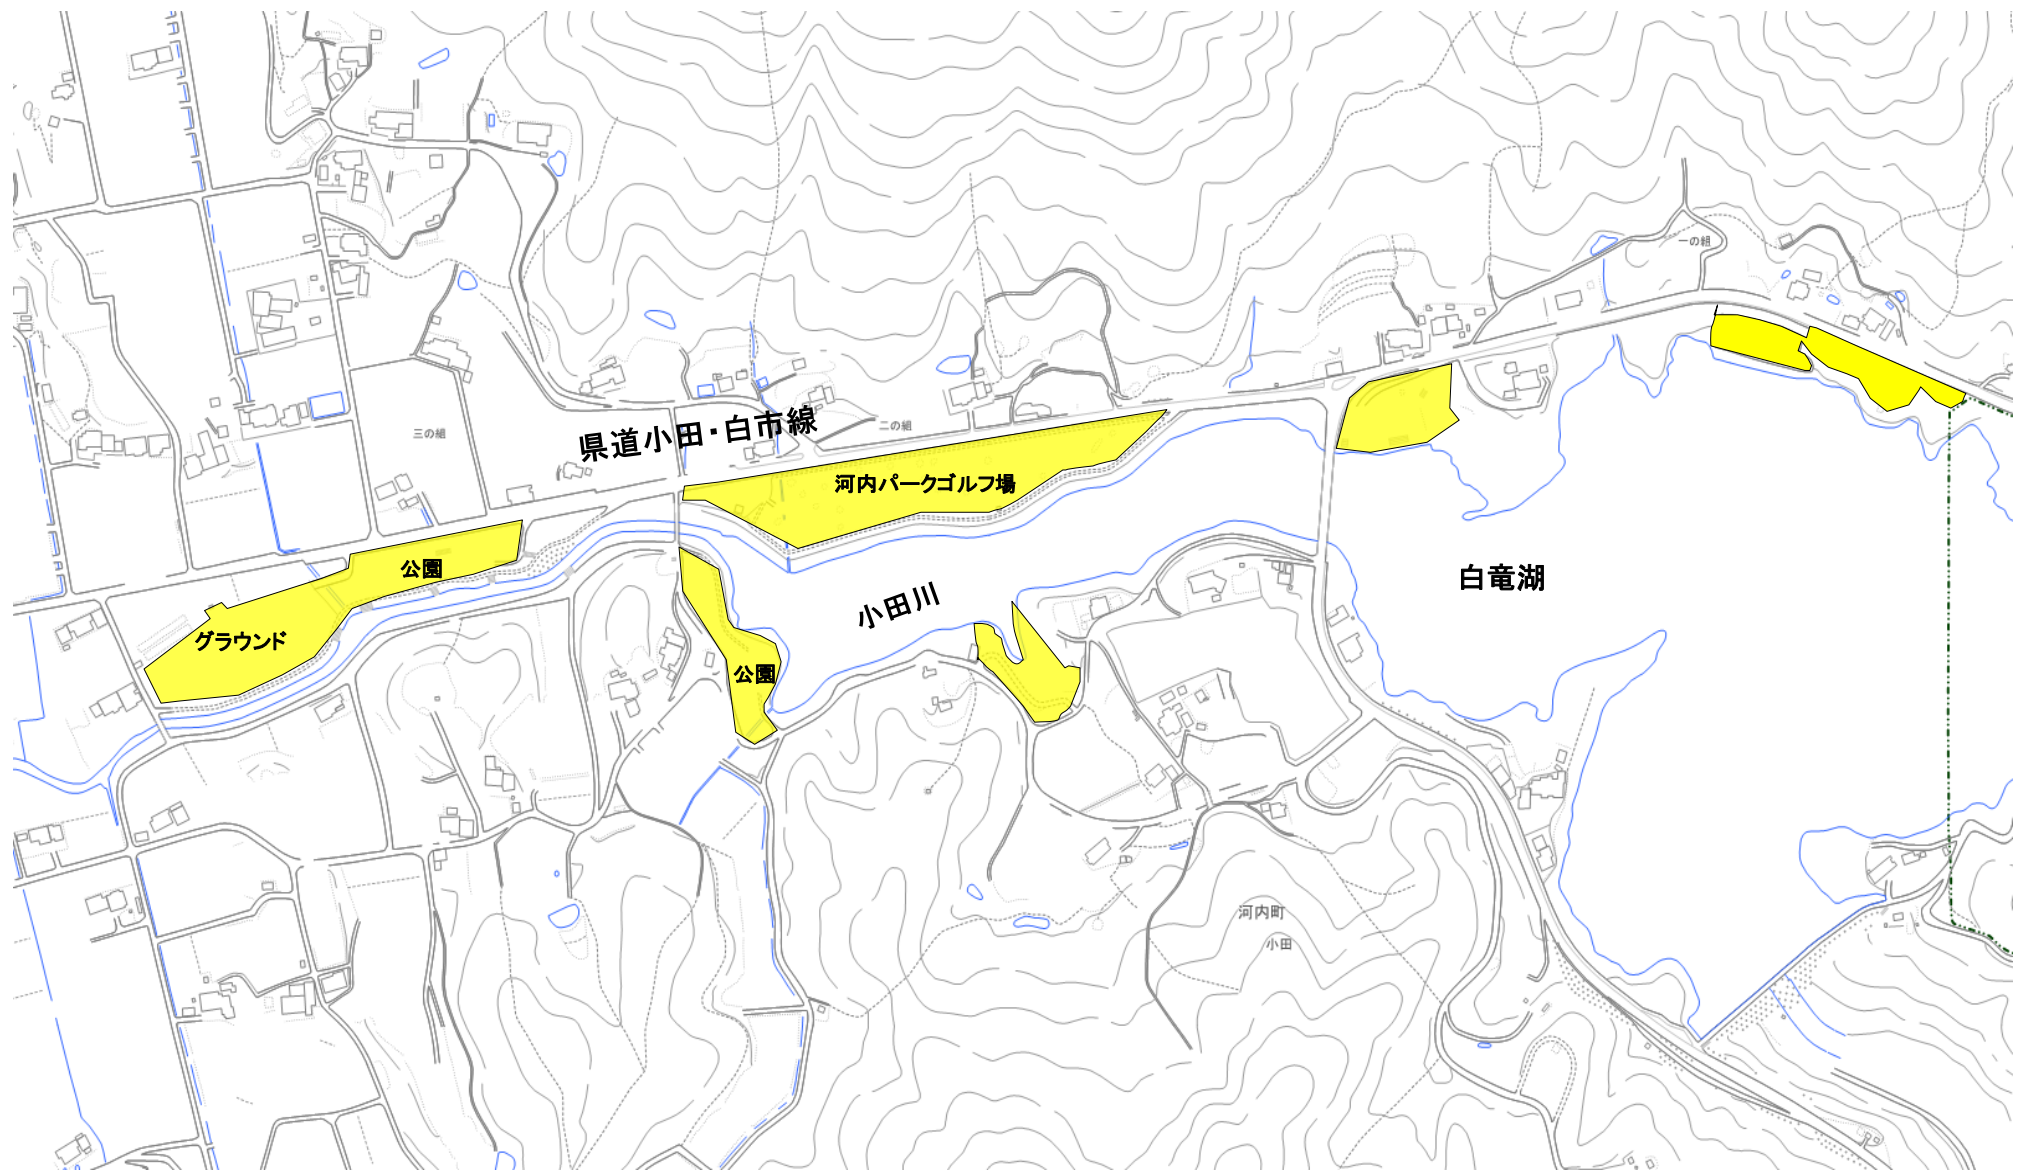 一の組
県道小田・白市線
二の組
三の組
河内パークゴルフ場
公園
白竜湖
小田川
グラウンド
公園
河内町
小田